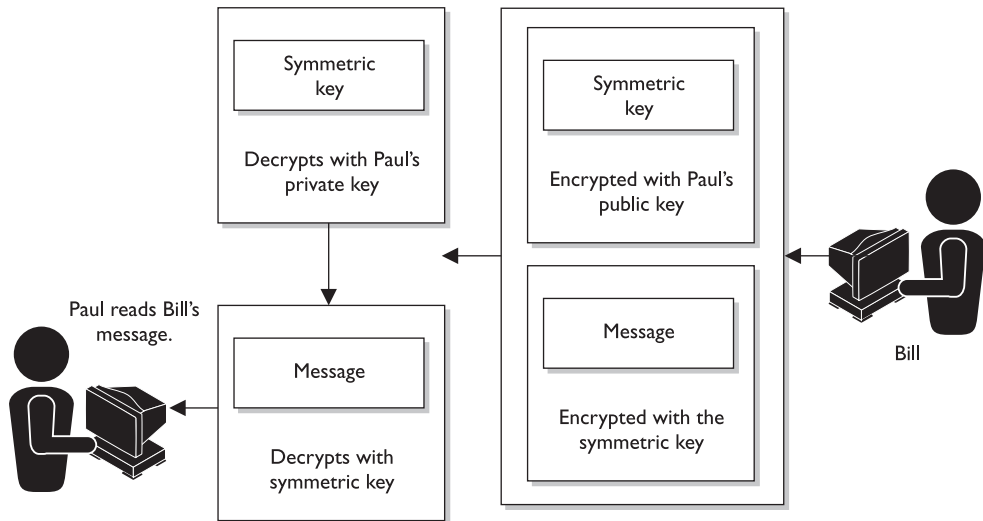 Symmetric
key
Decrypts with Paul’s
private key
Symmetric
key
Encrypted with Paul’s
public key
Paul reads Bill’s
message.
Message
Decrypts with
symmetric key
Message
Encrypted with the
symmetric key
Bill